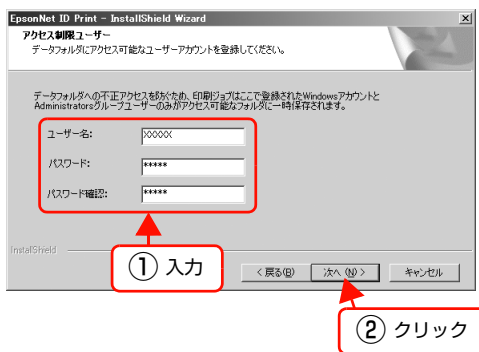 EpsonNet ID Print - InstallShield Wizard
アクセス制限ユーザー
データフォルダにアクセス可能なユーザーアカウントを登録してください。
データフォルダへの不正アクセスを防ぐため、印刷ジョブはここで登録されたWindowsアカウントと
Administratorsグループユーザーのみがアクセス可能なフォルダに一時保存されます。
ユーザー名:
XXXXX
パスワード:
*****
パスワード確認:
*****
InstallShield
① 入力
< 戻る(B)
次へ (N) >
キャンセル
② クリック